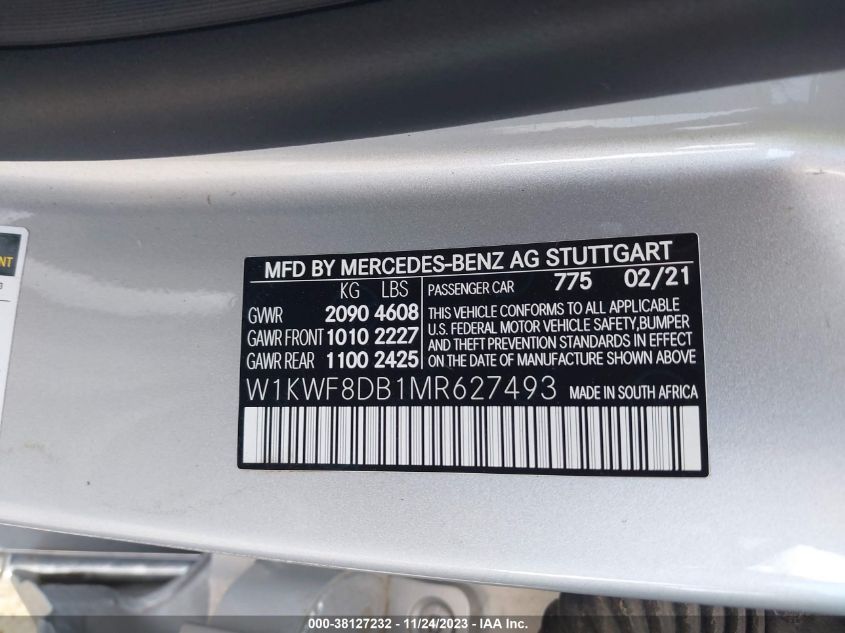 MFD BY MERCEDES-BENZ AG STUTTGART
KG LBS
GVWR 2090 4608
GAWR FRONT 1010 2227
GAWR REAR 1100 2425
PASSENGER CAR 775 02/21
THIS VEHICLE CONFORMS TO ALL APPLICABLE
U.S. FEDERAL MOTOR VEHICLE SAFETY,BUMPER
AND THEFT PREVENTION STANDARDS IN EFFECT
ON THE DATE OF MANUFACTURE SHOWN ABOVE
W1KWF8DB1MR627493 MADE IN SOUTH AFRICA
NT
000-38127232 - 11/24/2023 - IAA Inc.